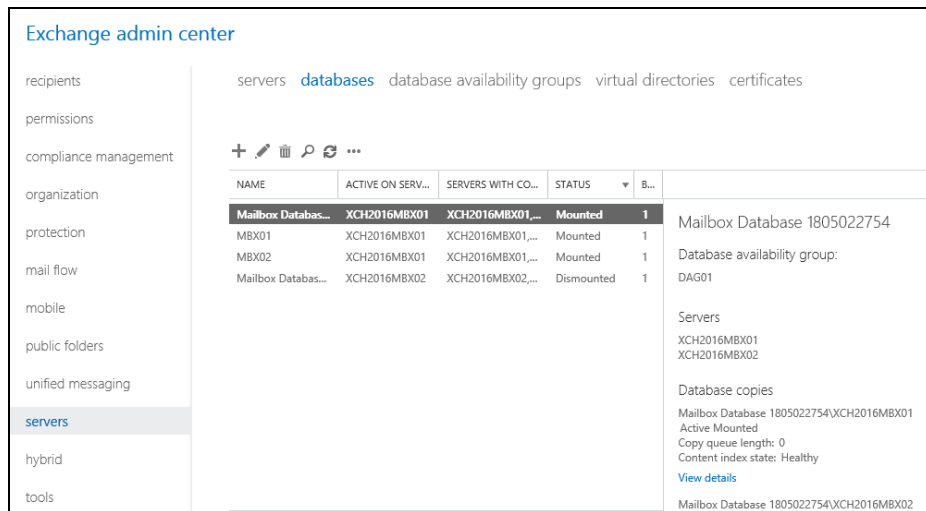 Exchange admin center
recipients
permissions
compliance management
organization
protection
mail flow
mobile
public folders
unified messaging
servers
hybrid
tools
servers databases database availability groups virtual directories certificates
NAME ACTIVE ON SERV... SERVERS WITH CO... STATUS B...
Mailbox Databas... XCH2016MBX01 XCH2016MBX01,... Mounted 1
MBX01 XCH2016MBX01 XCH2016MBX01,... Mounted 1
MBX02 XCH2016MBX01 XCH2016MBX01,... Mounted 1
Mailbox Databas... XCH2016MBX02 XCH2016MBX02,... Dismounted 1
Mailbox Database 1805022754
Database availability group:
DAG01
Servers
XCH2016MBX01
XCH2016MBX02
Database copies
Mailbox Database 1805022754\XCH2016MBX01
Active Mounted
Copy queue length: 0
Content index state: Healthy
View details
Mailbox Database 1805022754\XCH2016MBX02